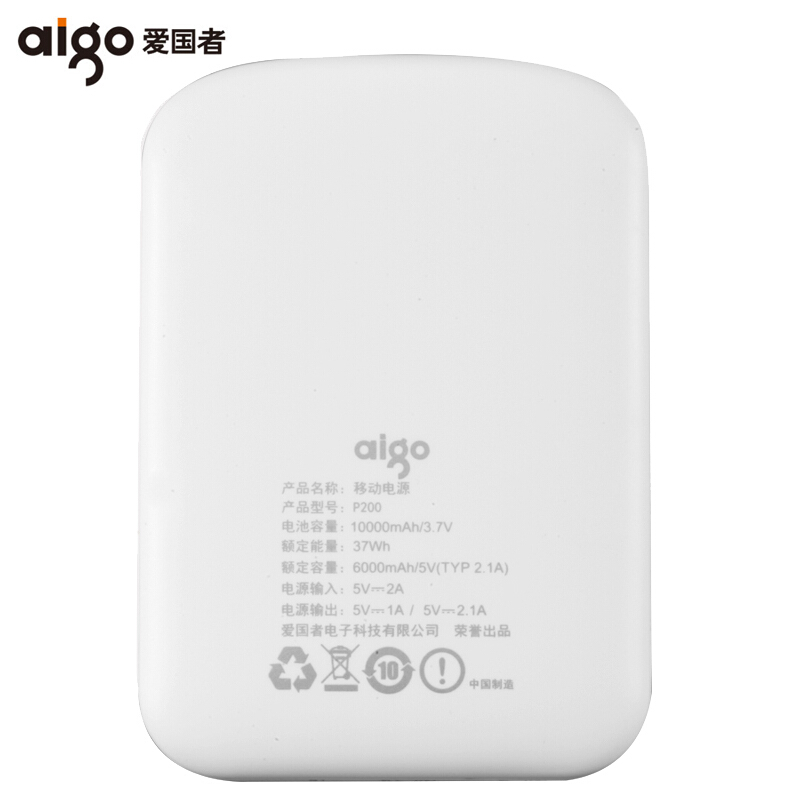 aigo 爱国者
aigo
产品名称：移动电源
产品型号：P200
电池容量：10000mAh/3.7V
额定能量：37Wh
额定容量：6000mAh/5V(TYP 2.1A)
电源输入：5V⎓2A
电源输出：5V⎓1A / 5V⎓2.1A
爱国者电子科技有限公司 荣誉出品
10 中国制造